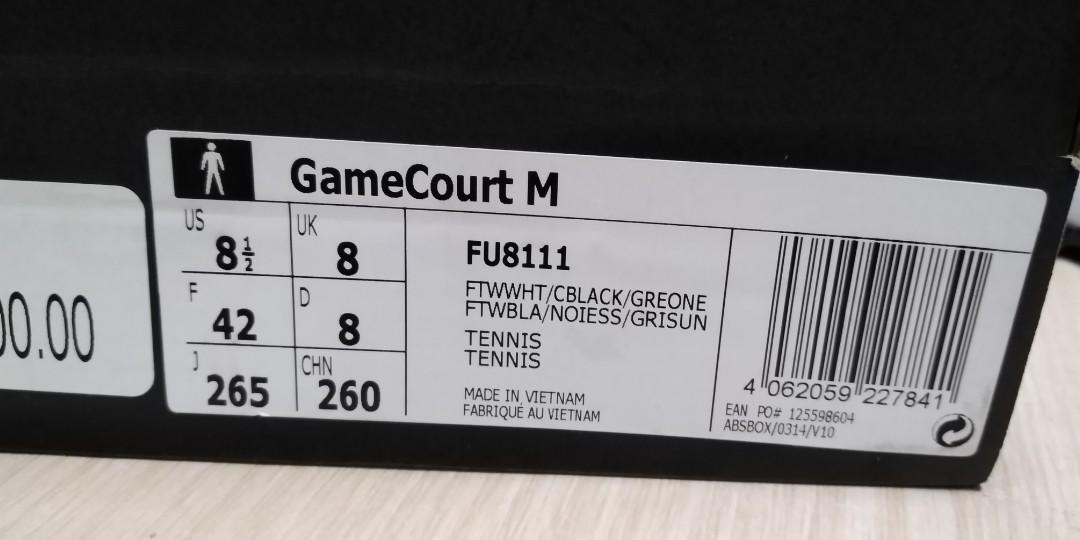 GameCourt M
US 8½ UK 8
F 42 D 8
J 265 CHN 260
FU8111
FTWWHT/CBLACK/GREONE
FTWBLA/NOIESS/GRISUN
TENNIS
TENNIS
MADE IN VIETNAM
FABRIQUÉ AU VIETNAM
4 062059 227841
EAN PO# 125598604
ABSBOX/0314/V10
00.00